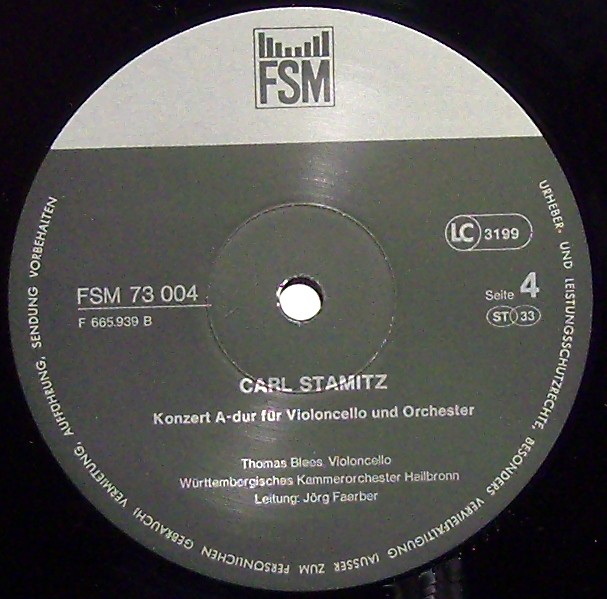 FSM
LC 3199
FSM 73 004
F 665.939 B
Seite 4
ST 33
CARL STAMITZ
Konzert A-dur für Violoncello und Orchester
Thomas Blees, Violoncello
Württembergisches Kammerorchester Heilbronn
Leitung: Jörg Faerber
URHEBER- UND LEISTUNGSSCHUTZRECHTE, BESONDERS VERVIELFÄLTIGUNG (AUSSER ZUM PERSÖNLICHEN GEBRAUCH) VERMIETUNG, AUFFÜHRUNG, SENDUNG VORBEHALTEN